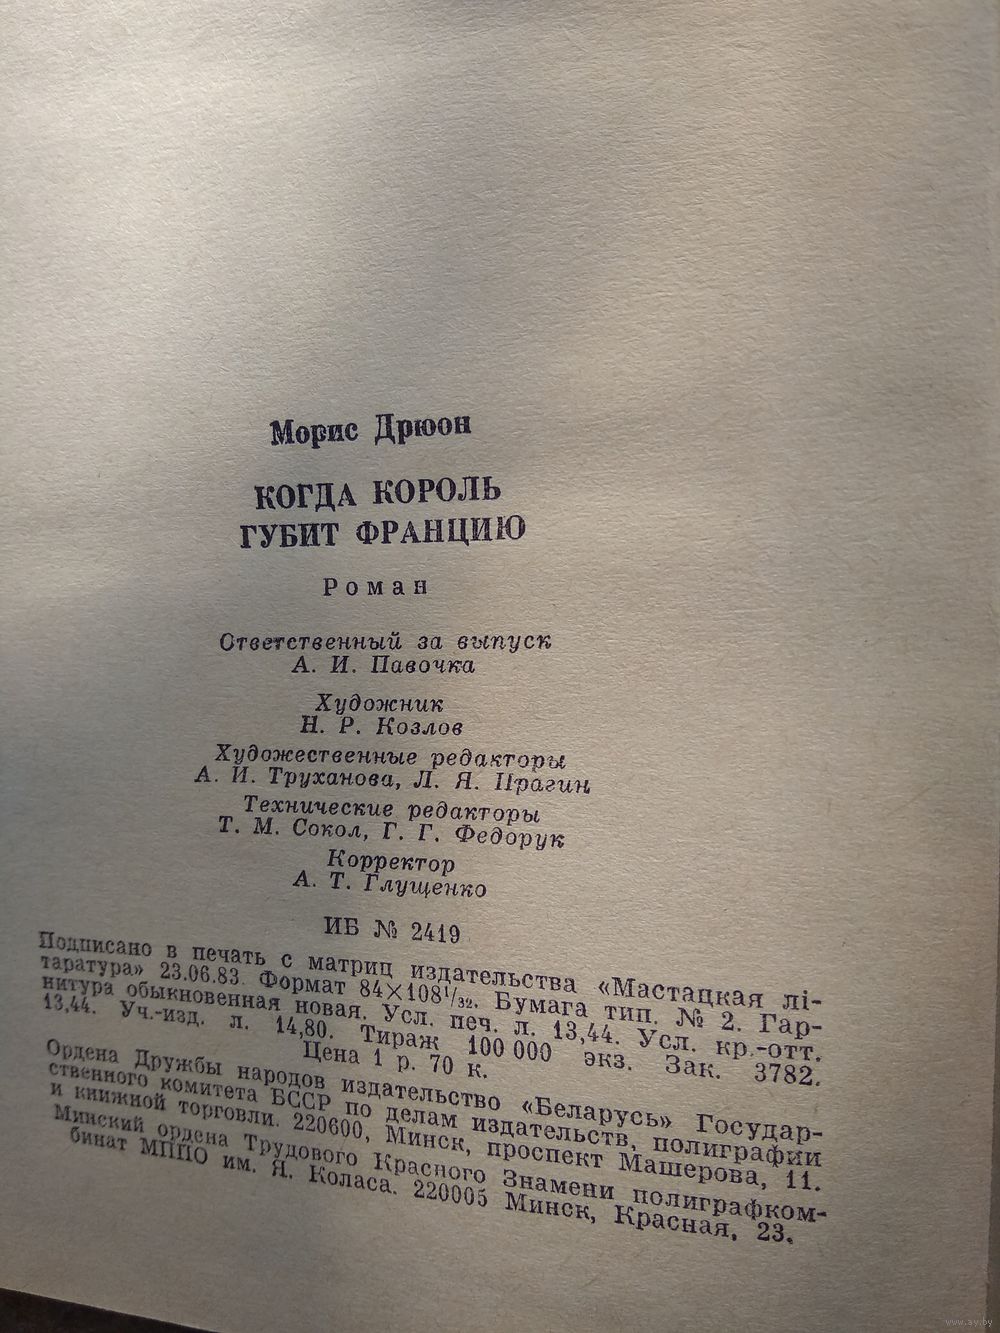 Морис Дрюон
КОГДА КОРОЛЬ
ГУБИТ ФРАНЦИЮ
Роман
Ответственный за выпуск
А. И. Павочка
Художник
Н. Р. Козлов
Художественные редакторы
А. И. Труханова, Л. Я. Прагин
Технические редакторы
Т. М. Сокол, Г. Г. Федорук
Корректор
А. Т. Глущенко
ИБ № 2419
Подписано в печать с матриц издательства «Мастацкая лі-
таратура» 23.06.83. Формат 84×108 1/32. Бумага тип. № 2. Гар-
нитура обыкновенная новая. Усл. печ. л. 13,44. Усл. кр.-отт.
13,44. Уч.-изд. л. 14,80. Тираж 100 000 экз. Зак. 3782.
Цена 1 р. 70 к.
Ордена Дружбы народов издательство «Беларусь» Государ-
ственного комитета БССР по делам издательств, полиграфии
и книжной торговли. 220600, Минск, проспект Машерова, 11.
Минский ордена Трудового Красного Знамени полиграфком-
бинат МППО им. Я. Коласа. 220005 Минск, Красная, 23.
www.ay.by